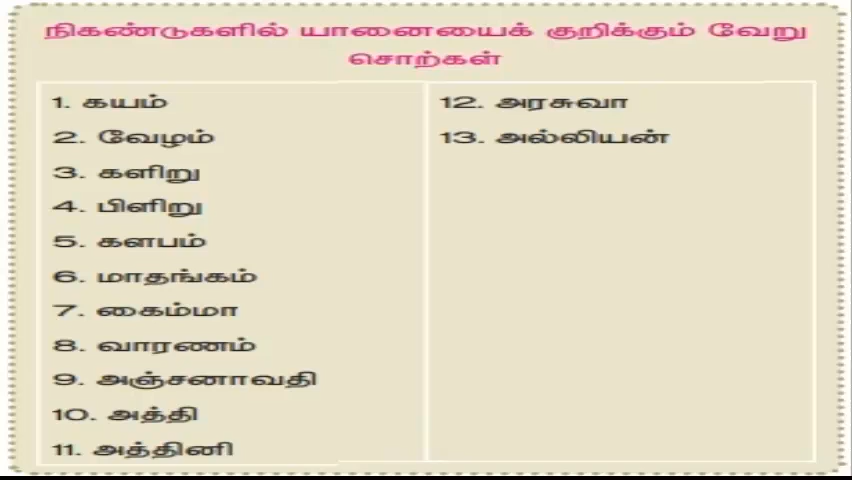 நிகண்டுகளில் யானையைக் குறிக்கும் வேறு
சொற்கள்
1. கயம்
2. வேழம்
3. களிறு
4. பிளிறு
5. களபம்
6. மாதங்கம்
7. கைம்மா
8. வாரணம்
9. அஞ்சனாவதி
10. அத்தி
11. அத்தினி
12. அரசுவா
13. அல்லியன்